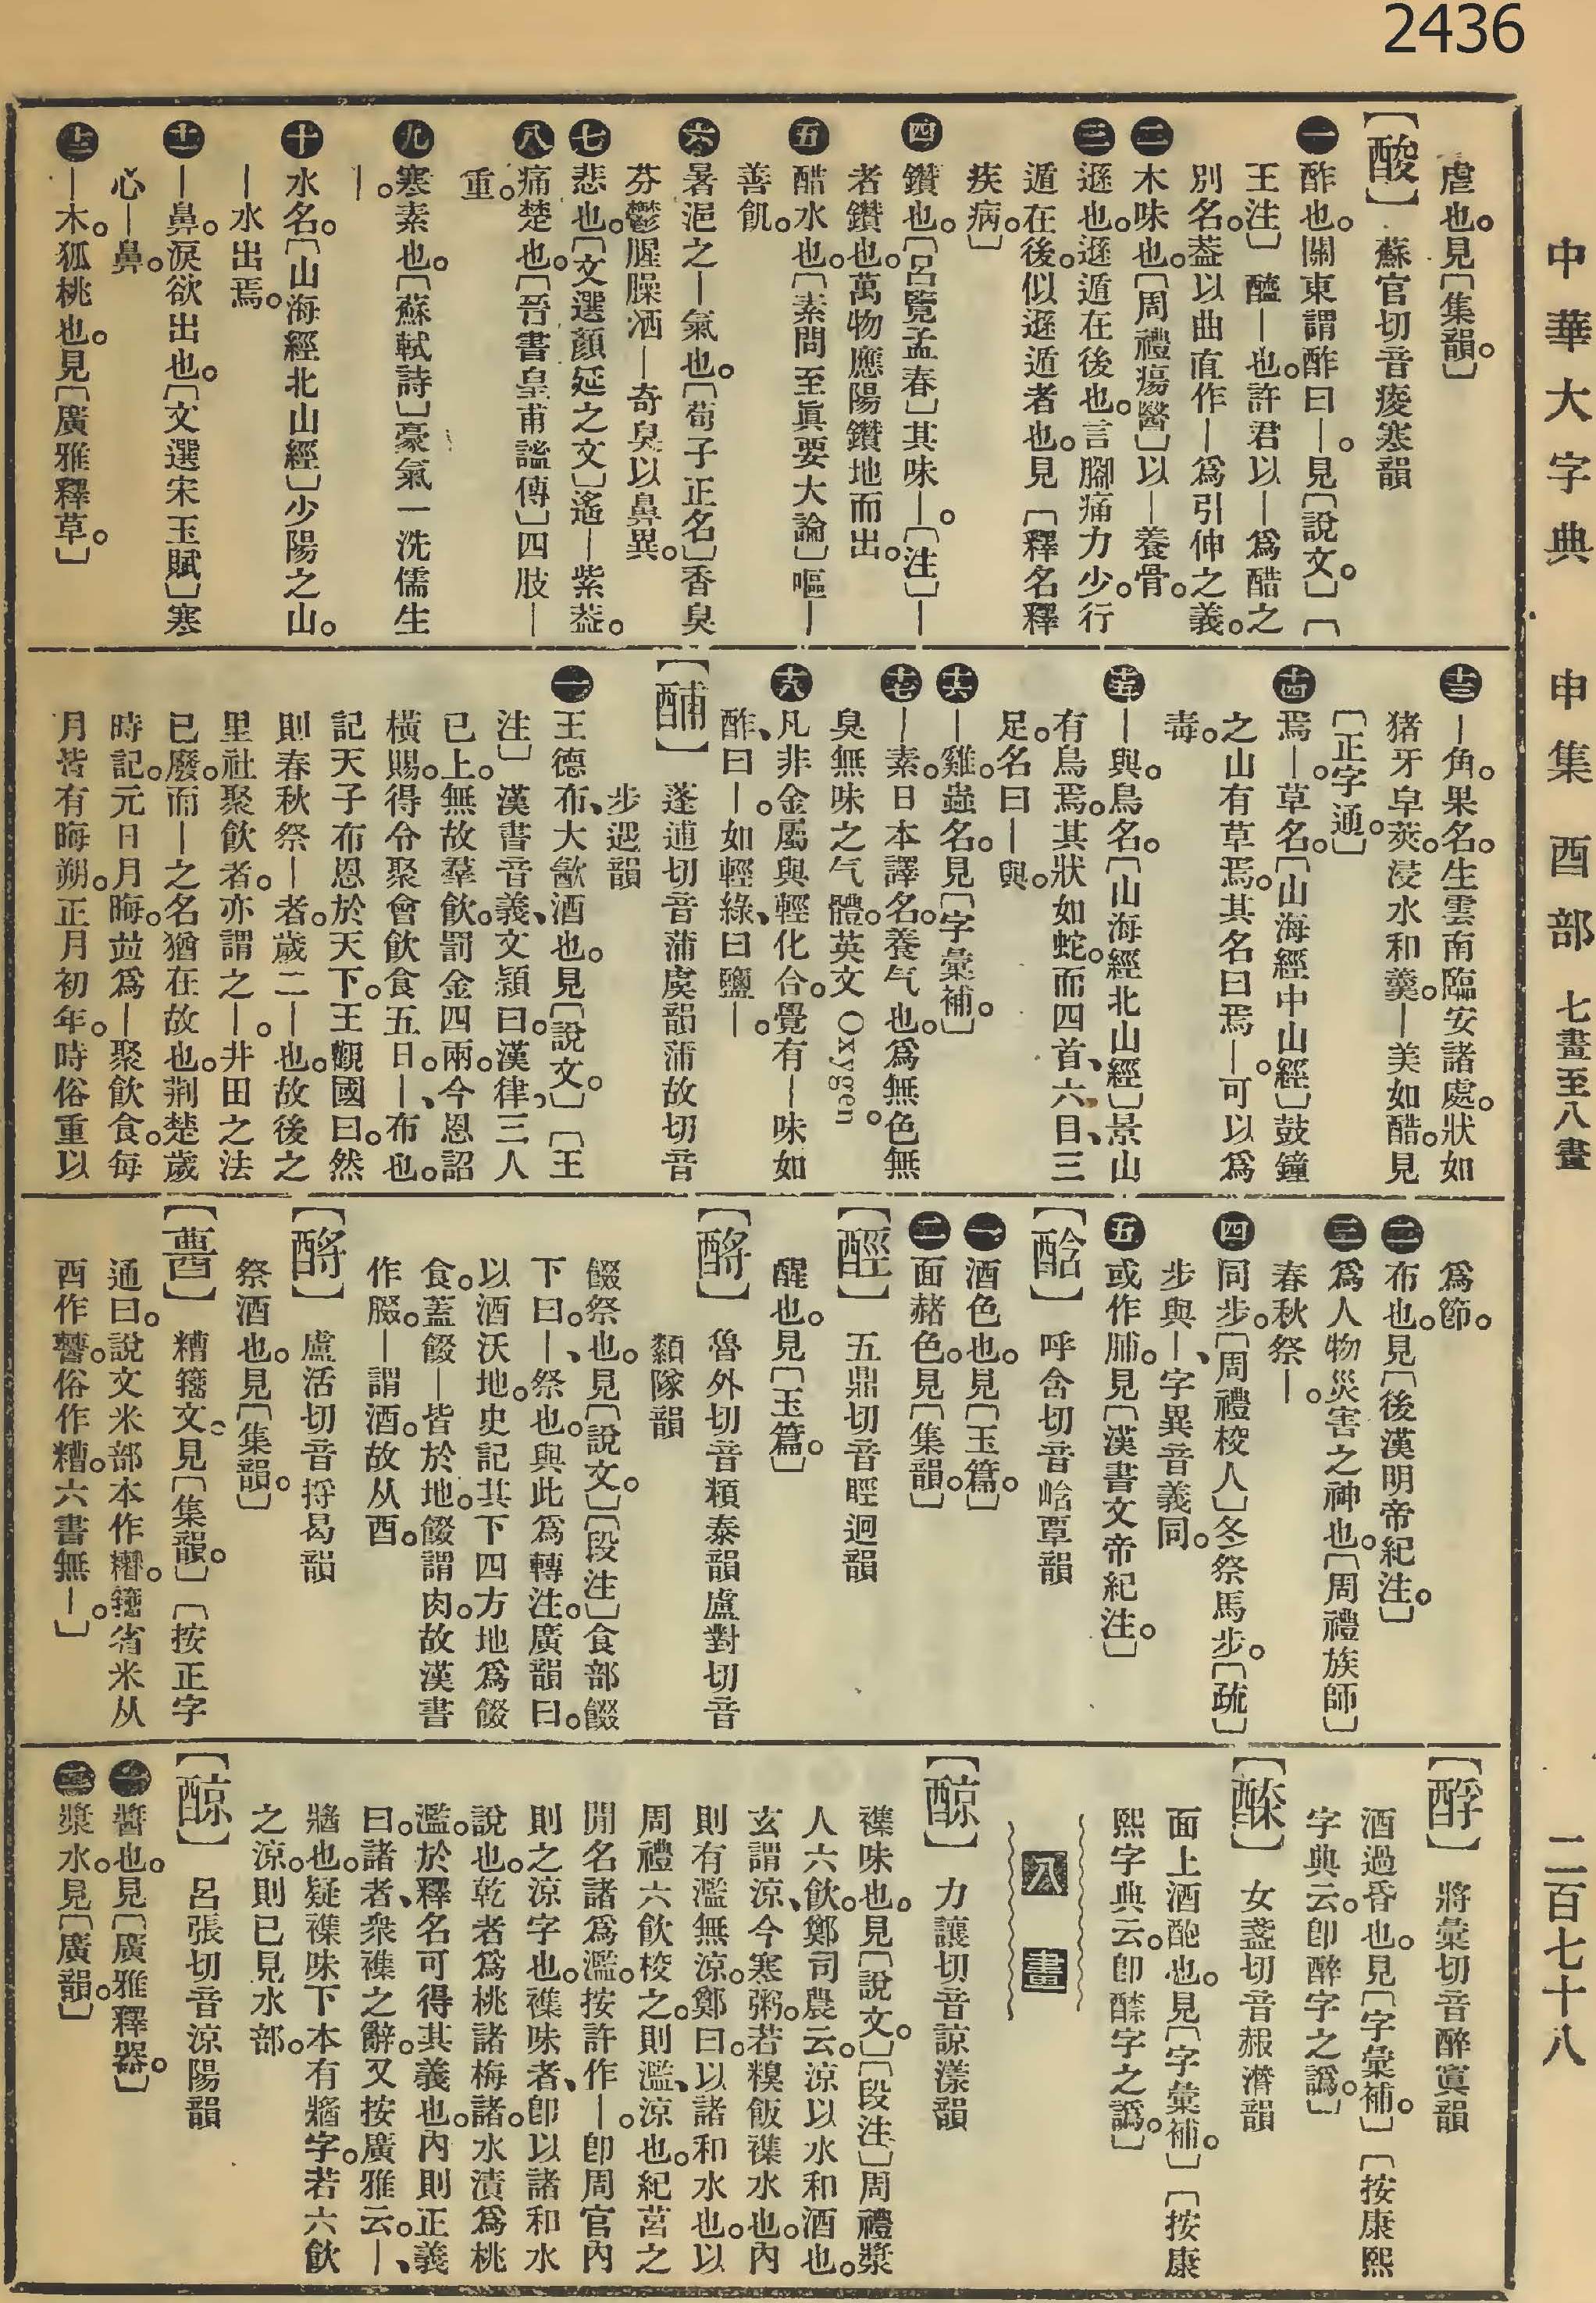 2436
中華大字典　申集　酉部　七畫至八畫　二百七十八
虐也。見〔集韻。〕
〔酸〕　蘇官切音痠寒韻
一　酢也。關東謂酢曰—。見〔說文。〕〔
王注〕　醯—也。許君以—爲醋之
別名。葢以曲直作—爲引伸之義。
二　木味也。〔周禮瘍醫〕以—養骨。
三　遜也。遜遁在後也。言腳痛力少。行
遁在後。似遜遁者也。見〔釋名釋
疾病。〕
四　鑽也。〔呂覽孟春〕其味—。〔注〕—
者鑽也。萬物應陽鑽地而出。
五　醋水也。〔素問至眞要大論〕嘔—
善飢。
六　暑浥之—氣也。〔荀子正名〕香臭
芬鬱腥臊洒—奇臭以鼻異。
七　悲也。〔文選顏延之文〕遙—紫葢。
八　痛楚也。〔晉書皇甫謐傳〕四肢—
重。
九　寒素也。〔蘇軾詩〕豪氣一洗儒生
—。
十　水名。〔山海經北山經〕少陽之山。
—水出焉。
十一　—鼻。淚欲出也。〔文選宋玉賦〕寒
心—鼻。
十二　—木。狐桃也。見〔廣雅釋草。〕
十三　—角。果名。生雲南臨安諸處。狀如
猪牙皁莢。浸水和羹。—美如醋。見
〔正字通。〕
十四　焉—。草名。〔山海經中山經〕鼓鐘
之山有草焉。其名曰焉—。可以爲
毒。
十五　—與。鳥名。〔山海經北山經〕景山
有鳥焉。其狀如蛇。而四首、六目、三
足。名曰—與。
十六　—雞。蟲名。見〔字彙補。〕
十七　—素。日本譯名。養气也。爲無色無
臭無味之气體。英文 Oxygen。
十八　凡非金屬與輕化合。覺有—味如
酢、曰—。如輕綠、曰鹽—。
〔酺〕　蓬逋切音蒲虞韻蒲故切音
步遇韻
一　王德布、大飮酒也。見〔說文。〕〔王
注〕　漢書音義、文穎曰。漢律、三人
已上。無故羣飮。罰金四兩。今恩詔
橫賜。得令聚會飮食五日。—、布也。
記天子布恩於天下。王觀國曰。然
則春秋祭—者。歲二—也。故後之
里社聚飮者。亦謂之—。井田之法
已廢。而—之名猶在故也。荆楚歲
時記。元日月晦。竝爲—聚飮食。每
月皆有晦朔。正月初年。時俗重以
爲節。
二　布也。見〔後漢明帝紀注。〕
三　爲人物災害之神也。〔周禮族師〕
春秋祭—。
四　同步。〔周禮校人〕冬祭馬步。〔疏〕
步與—、字異音義同。
五　或作脯。見〔漢書文帝紀注。〕
〔酓〕　呼含切音㟏覃韻
一　酒色也。見〔玉篇。〕
二　面赭色。見〔集韻。〕
〔𨠲〕　五鼎切音脛迥韻
醒也。見〔玉篇。〕
〔酹〕　魯外切音纇泰韻盧對切音
纇隊韻
餟祭也。見〔說文。〕〔段注〕食部餟
下曰。—、祭也。與此爲轉注。廣韻曰。
以酒沃地。史記其下四方地爲餟
食。蓋餟—皆於地。餟謂肉。故漢書
作腏。—謂酒。故从酉。
〔酹〕　盧活切音捋曷韻
祭酒也。見〔集韻。〕
糟籒文。見〔集韻。〕〔按正字
通曰。說文米部本作糟。籒省米从
酉作𨢌。俗作糟。六書無—。〕
〔酻〕　將彙切音醉寘韻
酒過昏也。見〔字彙補。〕〔按康熙
字典云。卽醉字之譌。〕
女盞切音赧潸韻
面上酒皰也。見〔字彙補。〕〔按康
熙字典云。卽醾字之譌。〕
八畫
〔醇〕　力讓切音諒漾韻
襍味也。見〔說文。〕〔段注〕周禮漿
人六飮。鄭司農云。涼以水和酒也。
玄謂涼、今寒粥。若糗飯襍水也。內
則有濫無涼。鄭曰。以諸和水也。以
周禮六飮校之。則濫、涼也。紀莒之
閒名諸爲濫。按許作—。卽周官內
則之涼字也。襍味者、卽以諸和水
說也。乾者爲桃諸梅諸。水漬爲桃
濫。於釋名可得其義也。內則正義
曰。諸者、衆襍之辭。又按廣雅云。—、
牆也。疑襍味下本有牆字。若六飮
之涼。則已見水部。
〔醇〕　呂張切音涼陽韻
一　醬也。見〔廣雅釋器。〕
二　漿水。見〔廣韻。〕